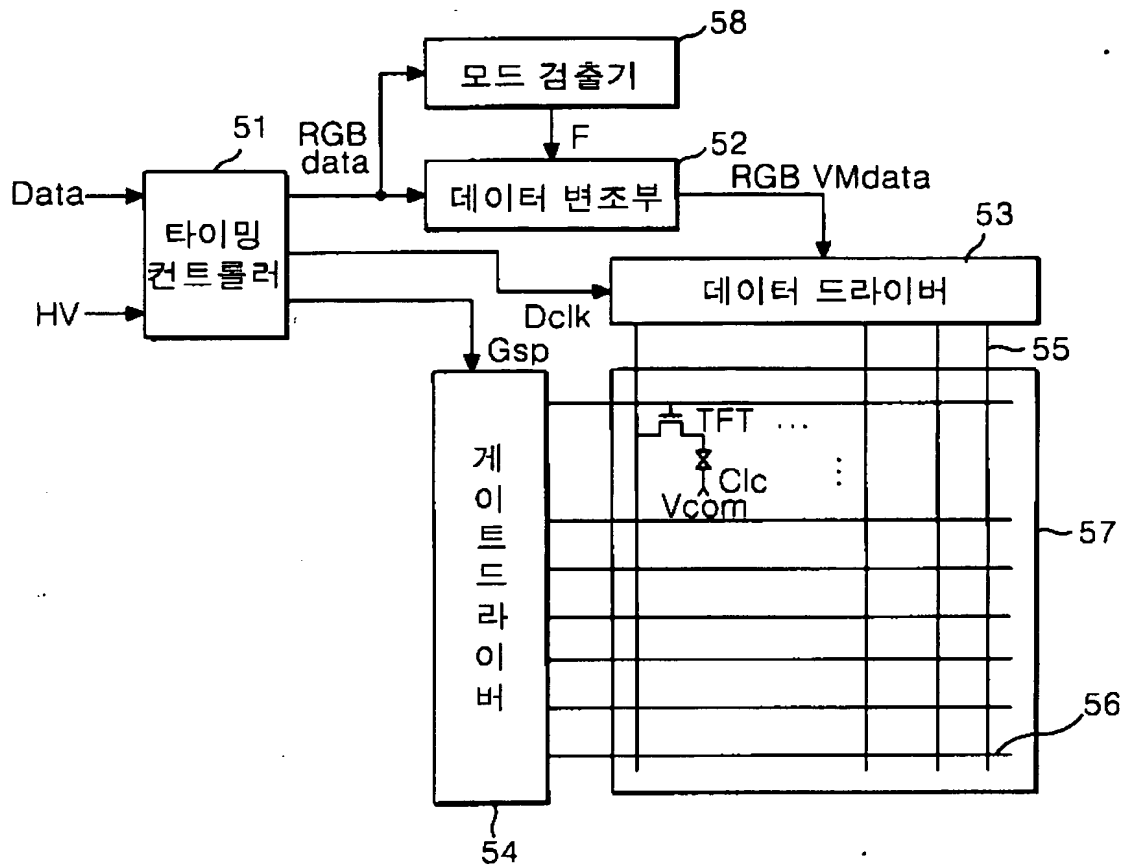 58
모드 검출기
51
RGB
data
F
52
Data
데이터 변조부
RGB VMdata
타이밍
컨트롤러
53
데이터 드라이버
HV
Dclk
Gsp
55
TFT ...
...
Clc
Vcom
게이트드라이버
57
56
54